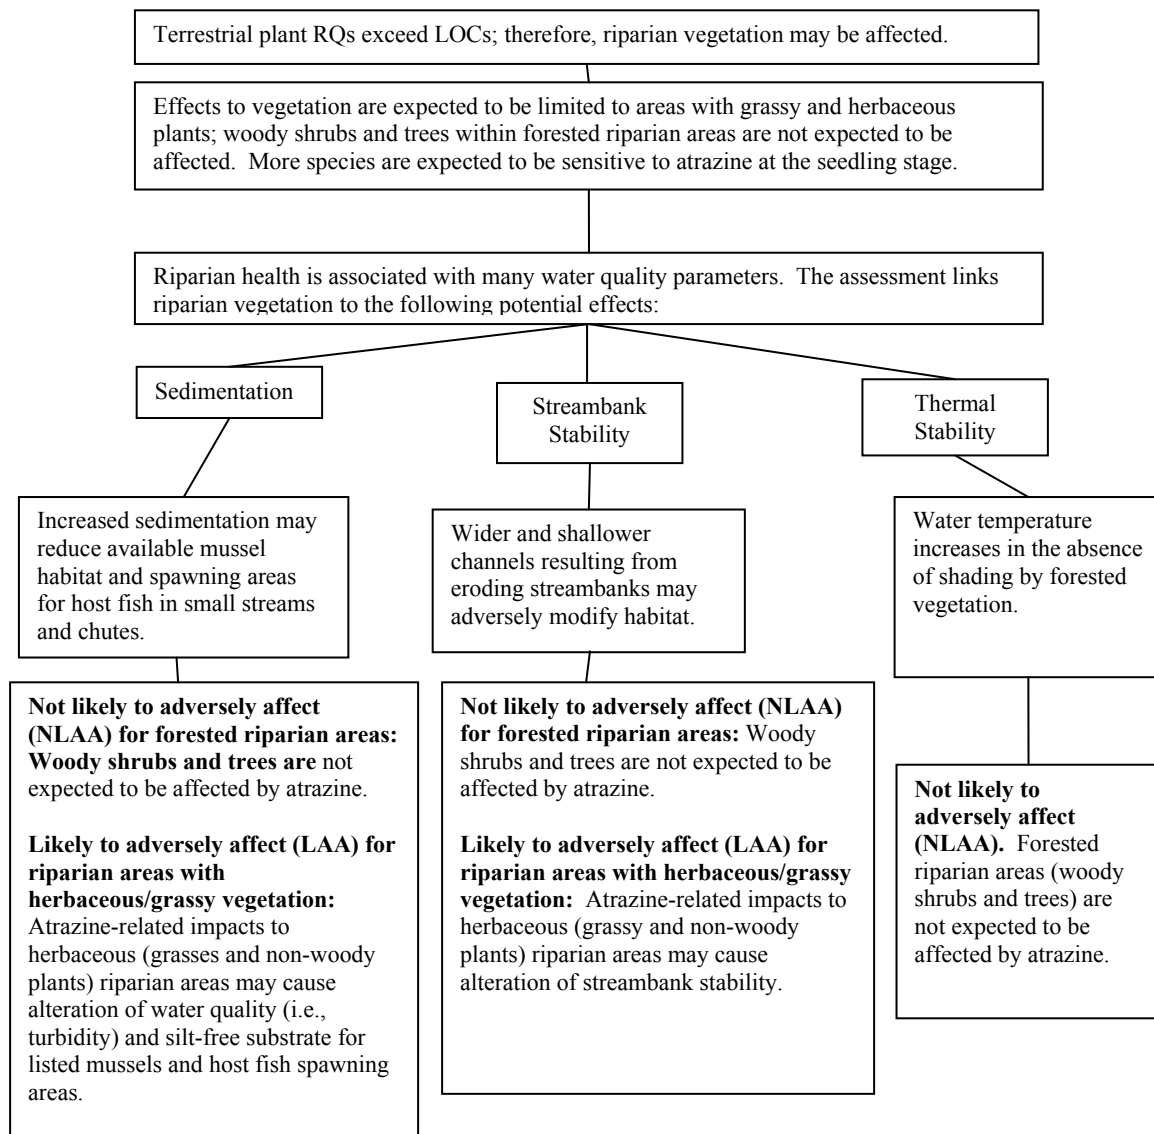 Terrestrial plant RQs exceed LOCs; therefore, riparian vegetation may be affected.
Effects to vegetation are expected to be limited to areas with grassy and herbaceous
plants; woody shrubs and trees within forested riparian areas are not expected to be
affected.  More species are expected to be sensitive to atrazine at the seedling stage.
Riparian health is associated with many water quality parameters.  The assessment links
riparian vegetation to the following potential effects:
Sedimentation
Streambank
Stability
Thermal
Stability
Increased sedimentation may
reduce available mussel
habitat and spawning areas
for host fish in small streams
and chutes.
Wider and shallower
channels resulting from
eroding streambanks may
adversely modify habitat.
Water temperature
increases in the absence
of shading by forested
vegetation.
Not likely to adversely affect
(NLAA) for forested riparian areas:
Woody shrubs and trees are not
expected to be affected by atrazine.
Likely to adversely affect (LAA) for
riparian areas with
herbaceous/grassy vegetation:
Atrazine-related impacts to
herbaceous (grasses and non-woody
plants) riparian areas may cause
alteration of water quality (i.e.,
turbidity) and silt-free substrate for
listed mussels and host fish spawning
areas.
Not likely to adversely affect (NLAA)
for forested riparian areas: Woody
shrubs and trees are not expected to be
affected by atrazine.
Likely to adversely affect (LAA) for
riparian areas with herbaceous/grassy
vegetation:  Atrazine-related impacts to
herbaceous (grassy and non-woody
plants) riparian areas may cause
alteration of streambank stability.
Not likely to
adversely affect
(NLAA).  Forested
riparian areas (woody
shrubs and trees) are
not expected to be
affected by atrazine.